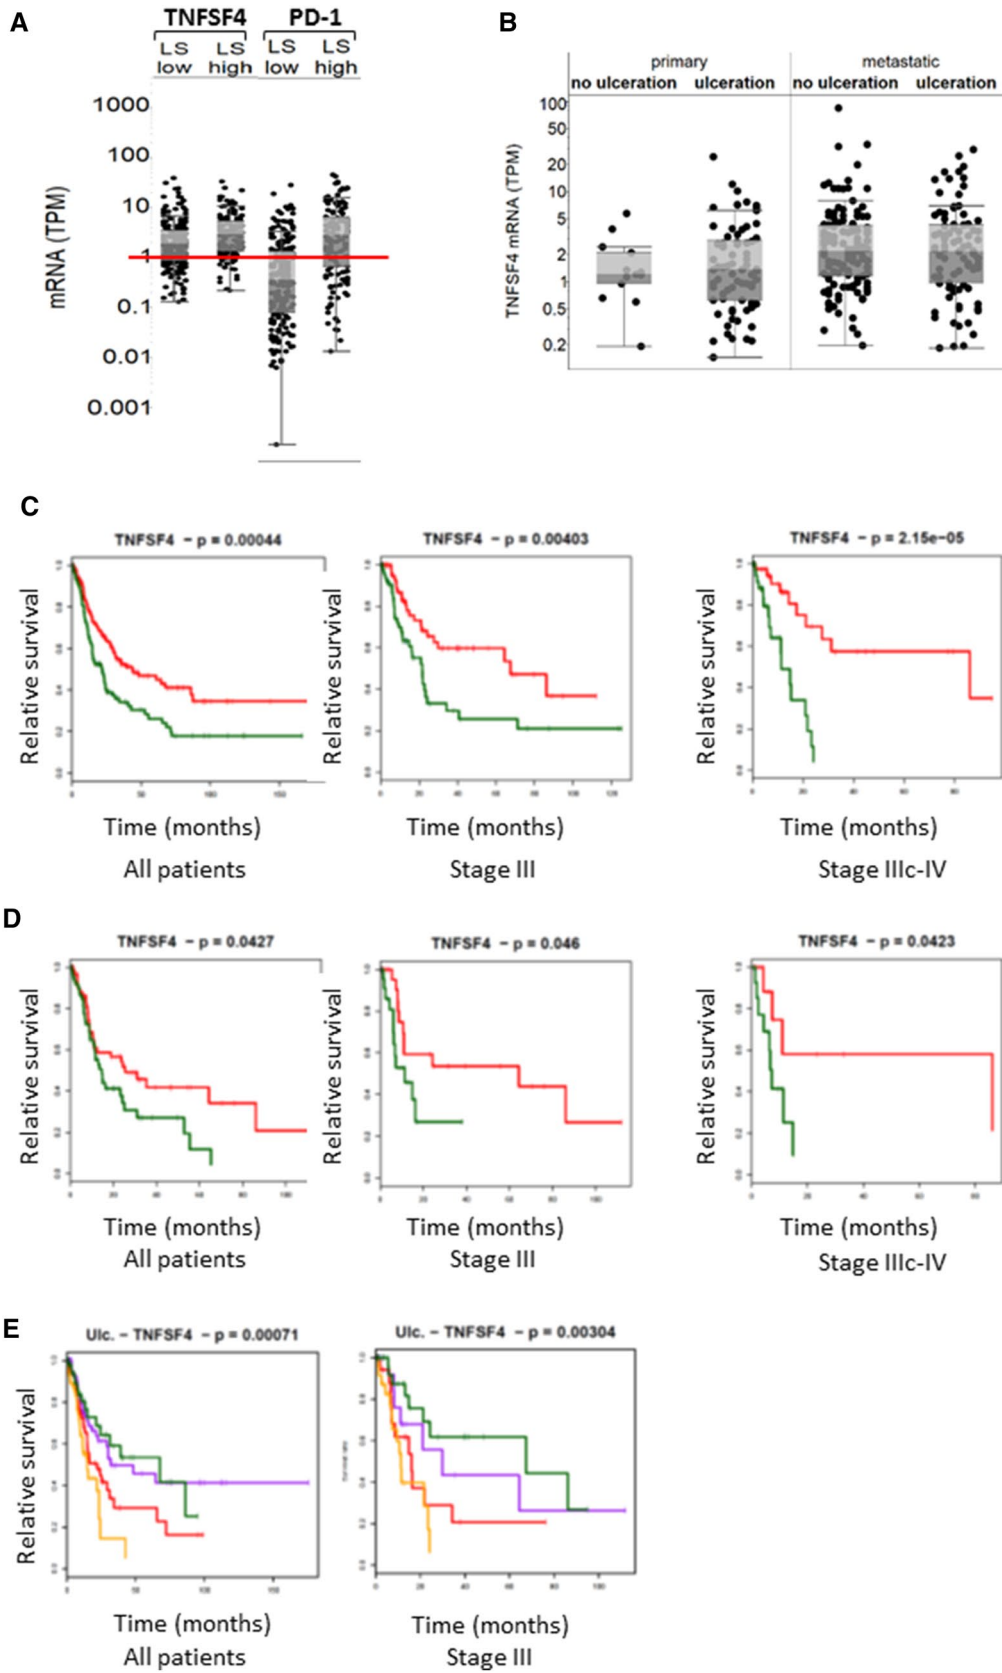 A
TNFSF4 PD-1
LS LS LS LS
low high low high
1000
100
10
1
0.1
0.01
0.001
mRNA (TPM)
B
primary metastatic
no ulceration ulceration no ulceration ulceration
100
50
20
10
5
2
1
0.5
0.2
TNFSF4 mRNA (TPM)
C
TNFSF4 − p = 0.00044
Relative survival
Time (months)
All patients
TNFSF4 − p = 0.00403
Relative survival
Time (months)
Stage III
TNFSF4 − p = 2.15e−05
Relative survival
Time (months)
Stage IIIc-IV
D
TNFSF4 − p = 0.0427
Relative survival
Time (months)
All patients
TNFSF4 − p = 0.046
Relative survival
Time (months)
Stage III
TNFSF4 − p = 0.0423
Relative survival
Time (months)
Stage IIIc-IV
E
Ulc. − TNFSF4 − p = 0.00071
Relative survival
Time (months)
All patients
Ulc. − TNFSF4 − p = 0.00304
Time (months)
Stage III